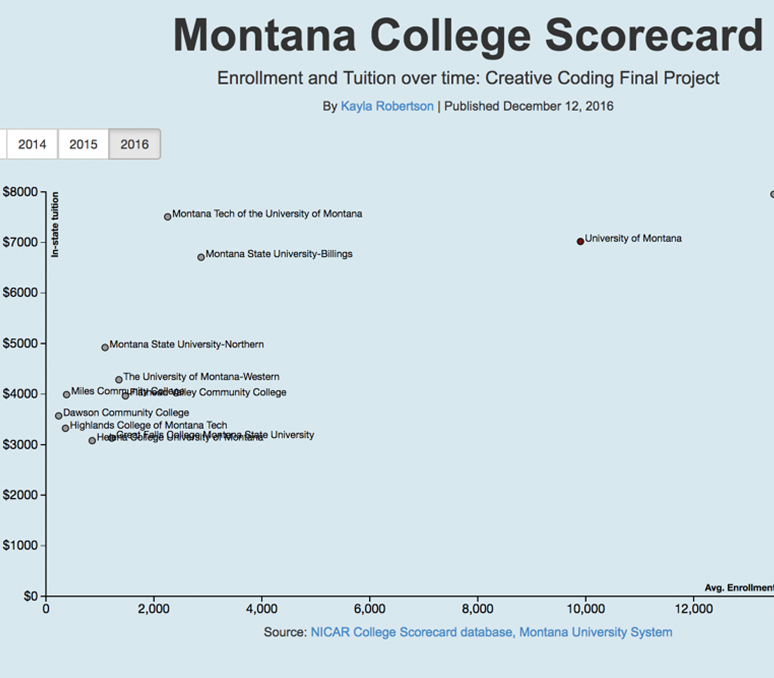 Montana College Scorecard
Enrollment and Tuition over time: Creative Coding Final Project
By Kayla Robertson | Published December 12, 2016
2014 2015 2016
$8000
In-state tuition
Montana Tech of the University of Montana
$7000
University of Montana
Montana State University-Billings
$6000
$5000
Montana State University-Northern
The University of Montana-Western
$4000
Miles Community College
Flathead Valley Community College
Dawson Community College
Highlands College of Montana Tech
Great Falls College Montana State University
Helena College University of Montana
$3000
$2000
$1000
$0
Avg. Enrollment
0 2,000 4,000 6,000 8,000 10,000 12,000
Source: NICAR College Scorecard database, Montana University System